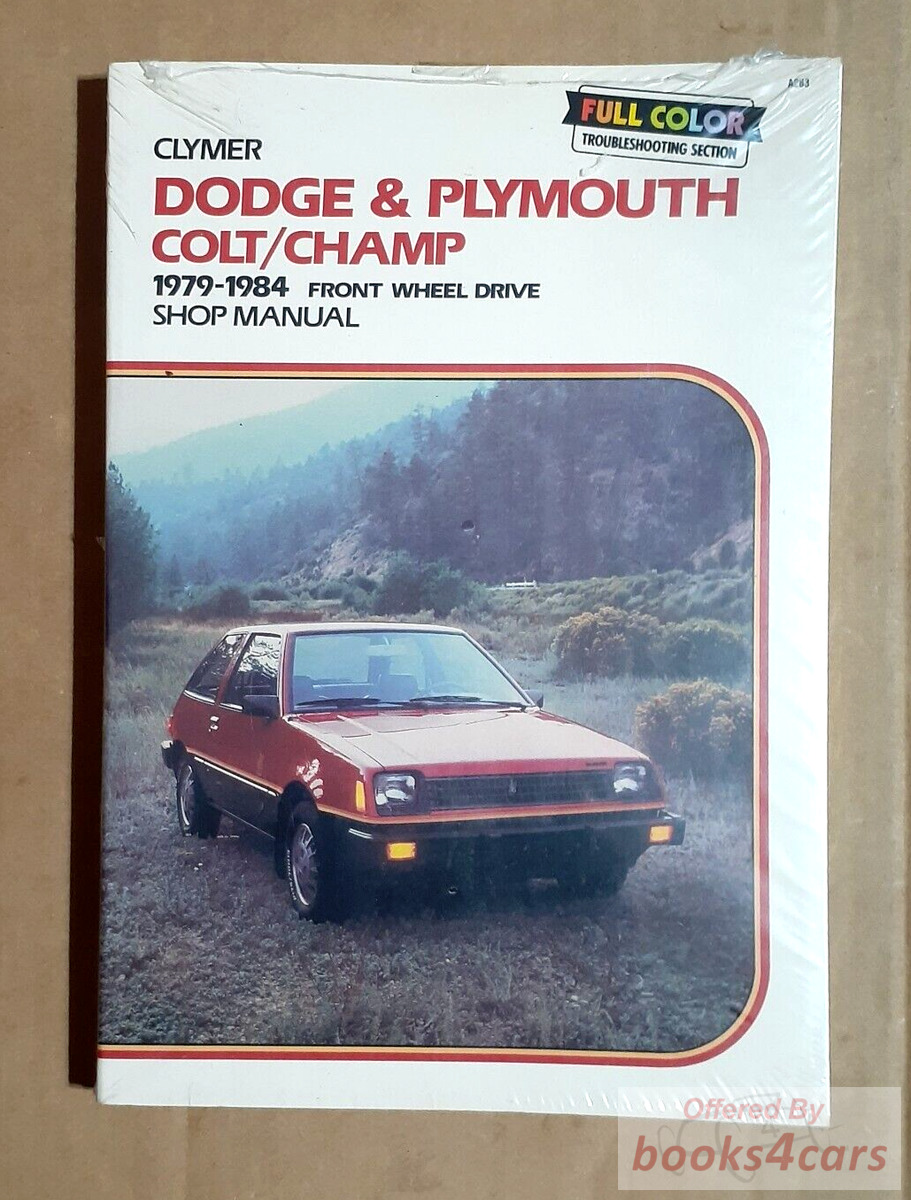 A283
FULL COLOR
TROUBLESHOOTING SECTION
CLYMER
DODGE & PLYMOUTH
COLT/CHAMP
1979-1984 FRONT WHEEL DRIVE
SHOP MANUAL
Offered By
books4cars